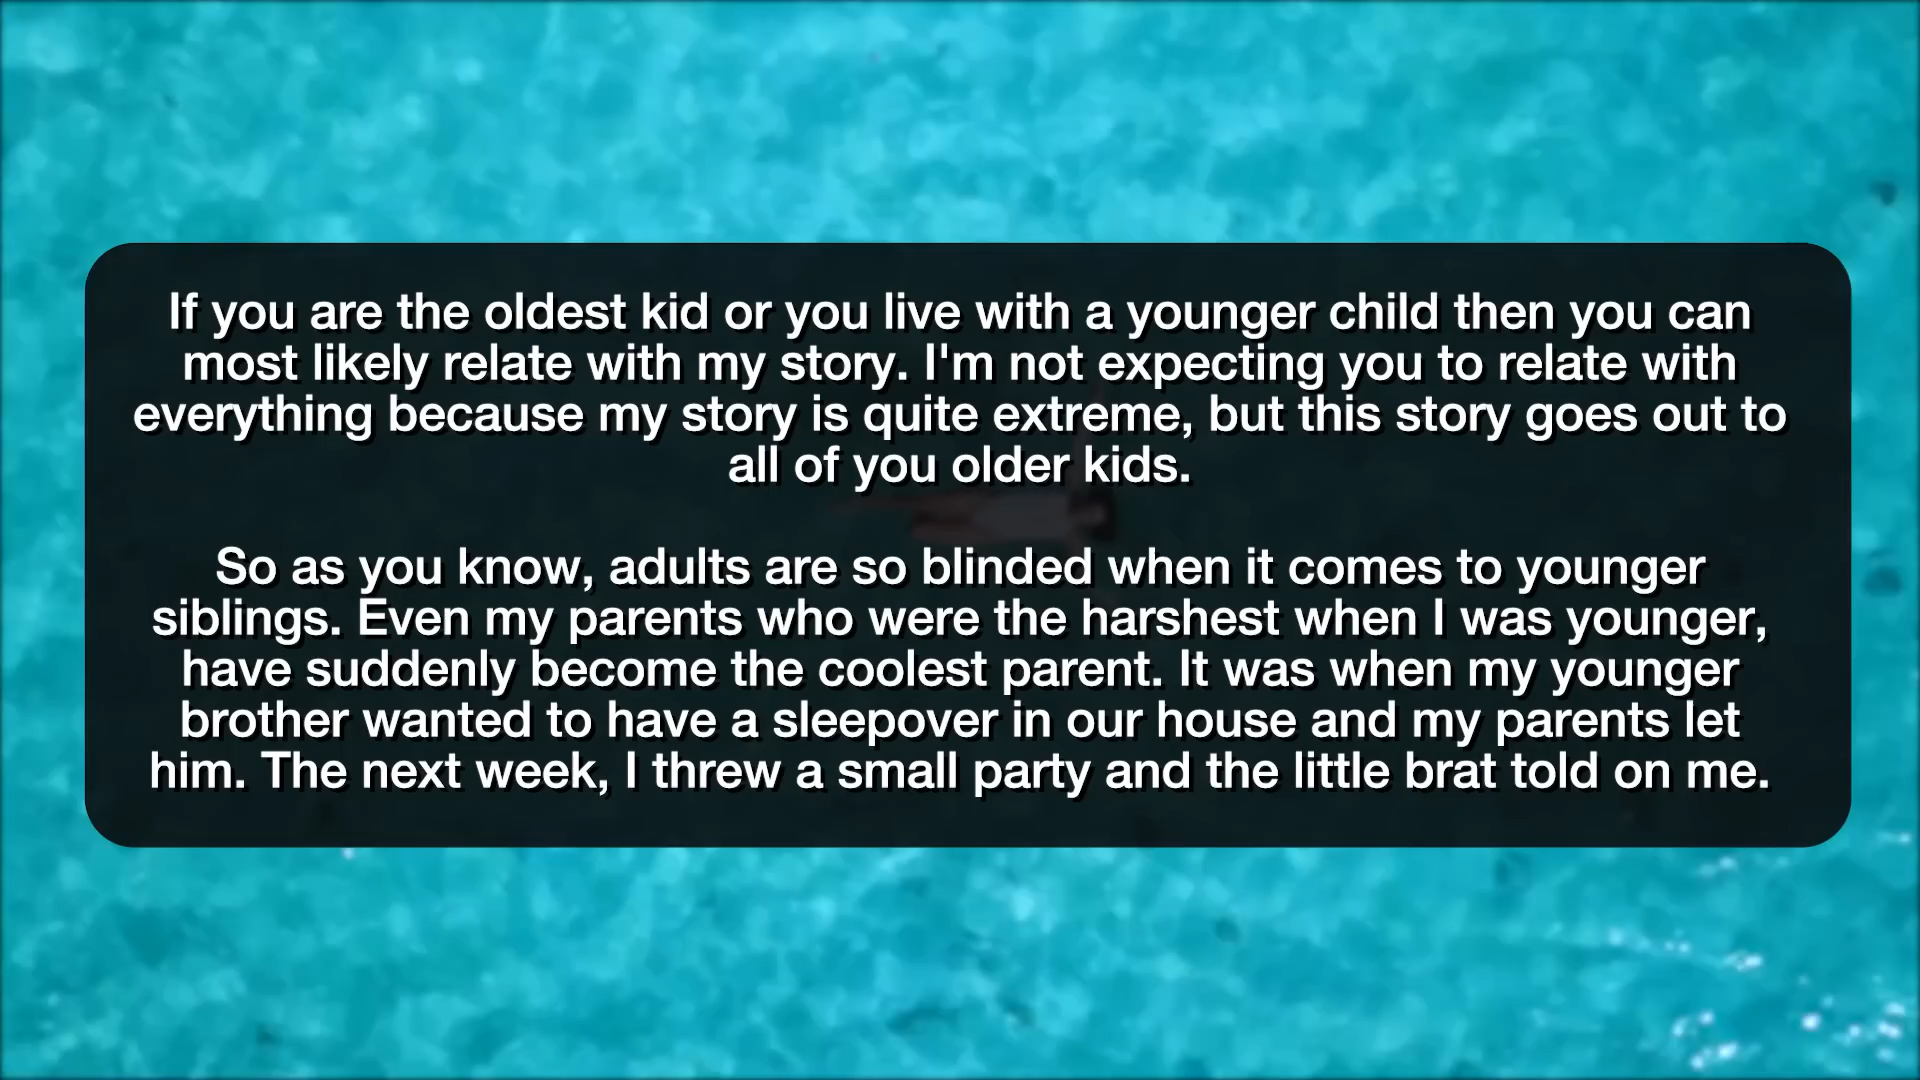 If you are the oldest kid or you live with a younger child then you can
most likely relate with my story. I'm not expecting you to relate with
everything because my story is quite extreme, but this story goes out to
all of you older kids.
So as you know, adults are so blinded when it comes to younger
siblings. Even my parents who were the harshest when I was younger,
have suddenly become the coolest parent. It was when my younger
brother wanted to have a sleepover in our house and my parents let
him. The next week, I threw a small party and the little brat told on me.